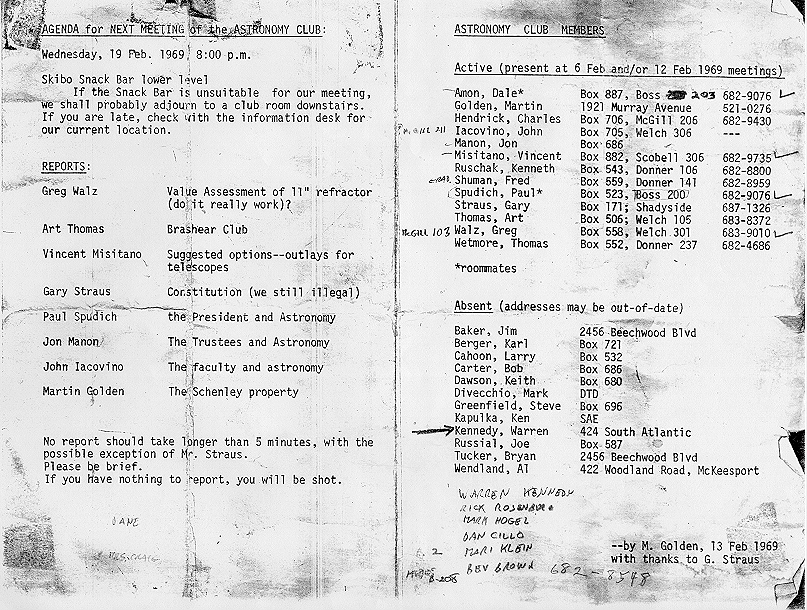 AGENDA for NEXT MEETING of the ASTRONOMY CLUB:
Wednesday, 19 Feb. 1969, 8:00 p.m.
Skibo Snack Bar lower level
If the Snack Bar is unsuitable for our meeting,
we shall probably adjourn to a club room downstairs.
If you are late, check with the information desk for
our current location.
REPORTS:
Greg Walz Value Assessment of 11" refractor
(do it really work)?
Art Thomas Brashear Club
Vincent Misitano Suggested options--outlays for
telescopes
Gary Straus Constitution (we still illegal)
Paul Spudich the President and Astronomy
Jon Manon The Trustees and Astronomy
John Iacovino The faculty and astronomy
Martin Golden The Schenley property
No report should take longer than 5 minutes, with the
possible exception of Mr. Straus.
Please be brief.
If you have nothing to report, you will be shot.
DANE
ASTRONOMY CLUB MEMBERS
Active (present at 6 Feb and/or 12 Feb 1969 meetings)
Amon, Dale* Box 887, Boss 203 682-9076
Golden, Martin 1921 Murray Avenue 521-0276
Hendrick, Charles Box 706, McGill 206 682-9430
Iacovino, John Box 705, Welch 306 ---
Manon, Jon Box 686
Misitano, Vincent Box 882, Scobell 306 682-9735
Ruschak, Kenneth Box 543, Donner 106 682-8800
Shuman, Fred Box 659, Donner 141 682-8959
Spudich, Paul* Box 523, Boss 200 682-9076
Straus, Gary Box 171; Shadyside 687-1326
Thomas, Art Box 506; Welch 105 683-8372
McGILL 103 Walz, Greg Box 558, Welch 301 683-9010
Wetmore, Thomas Box 552, Donner 237 682-4686
*roommates
Absent (addresses may be out-of-date)
Baker, Jim 2456 Beechwood Blvd
Berger, Karl Box 721
Cahoon, Larry Box 532
Carter, Bob Box 686
Dawson, Keith Box 680
Divecchio, Mark DTD
Greenfield, Steve Box 696
Kapulka, Ken SAE
Kennedy, Warren 424 South Atlantic
Russial, Joe Box 587
Tucker, Bryan 2456 Beechwood Blvd
Wendland, Al 422 Woodland Road, McKeesport
WARREN KENNEDY
RICK ROSENBURG
MARK HOGEL
DAN CILLO
MARI KLEIN
BEV BROWN 682-8548
--by M. Golden, 13 Feb 1969
with thanks to G. Straus